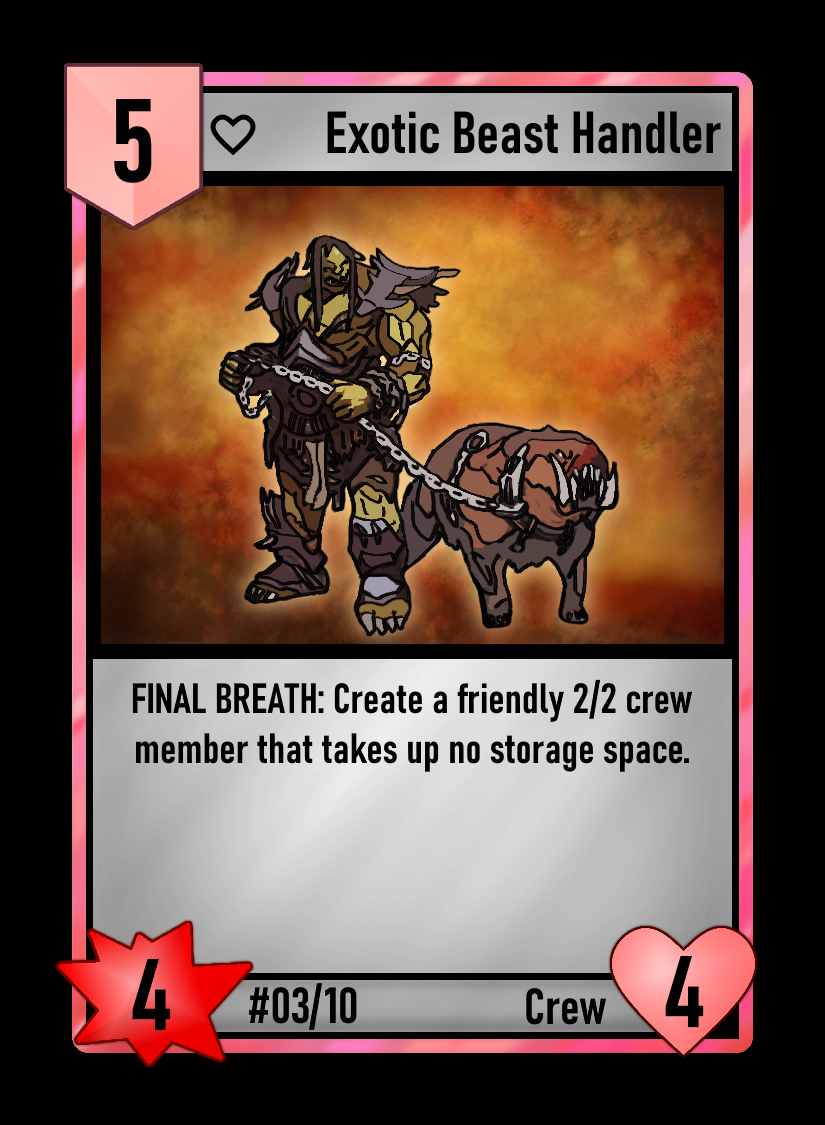 5
Exotic Beast Handler
FINAL BREATH: Create a friendly 2/2 crew
member that takes up no storage space.
4
#03/10
Crew
4